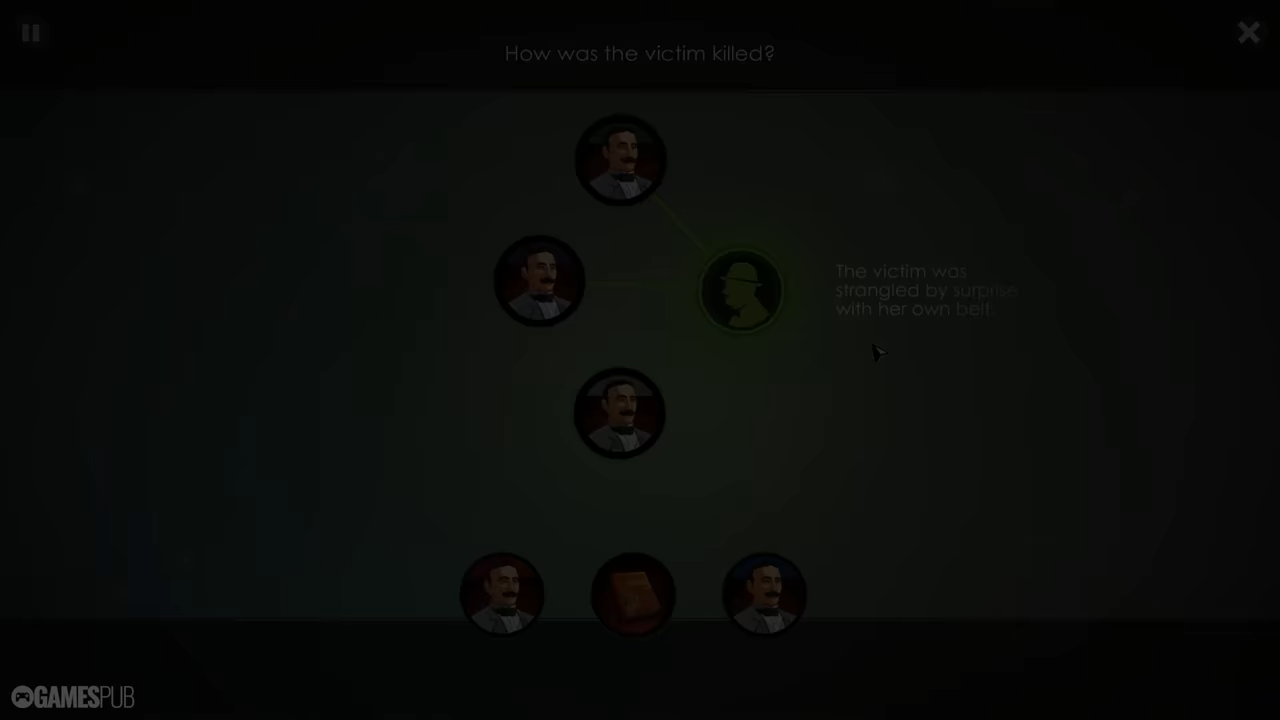 How was the victim killed?
The victim was
strangled by surprise
with her own belt.
GAMESPUB